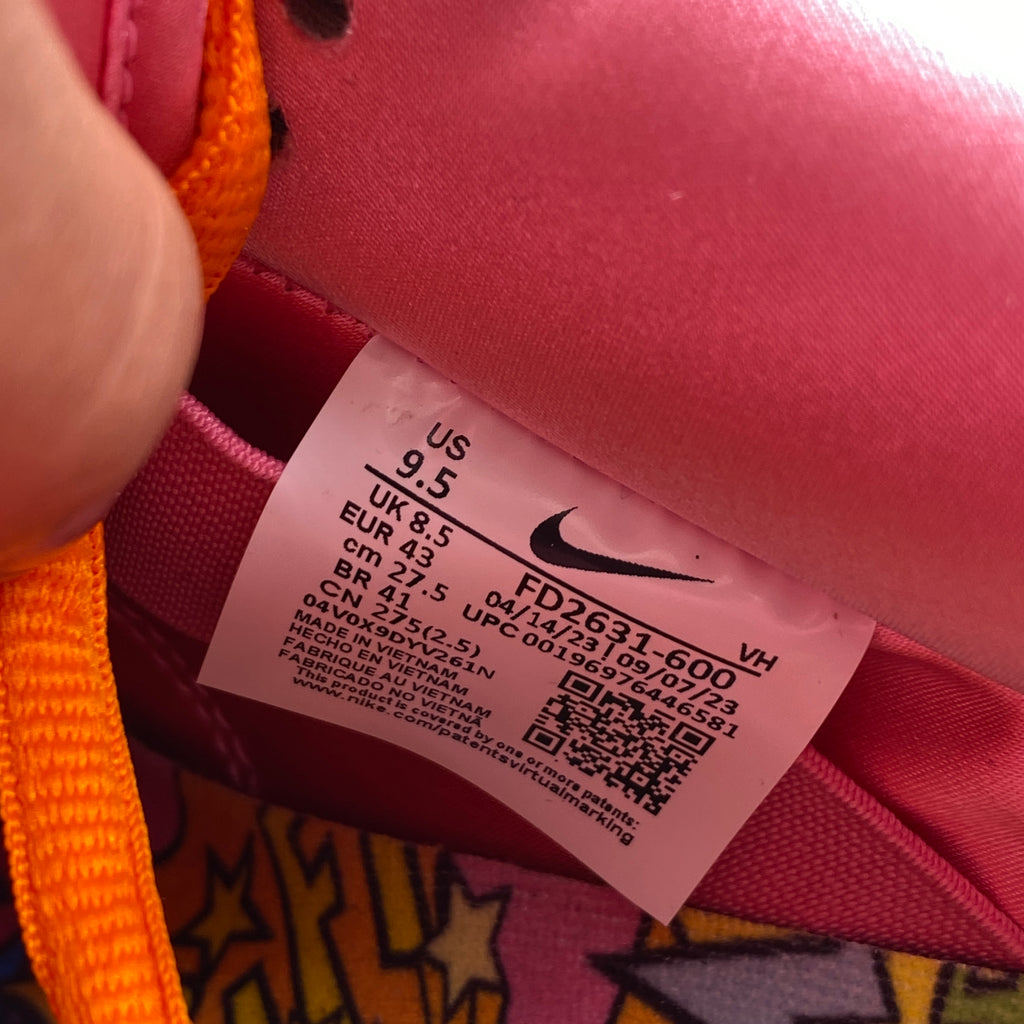 US
9.5
UK 8.5
EUR 43
cm 27.5
BR 41
CN 275(2.5)
04V0X9DYV261N
MADE IN VIETNAM
HECHO EN VIETNAM
FABRIQUE AU VIETNAM
FABRICADO NO VIETNÃ
This product is covered by one or more patents:
www.nike.com/patentsvirtualmarking
VH
FD2631-600
04/14/23 | 09/07/23
UPC 00196976446581